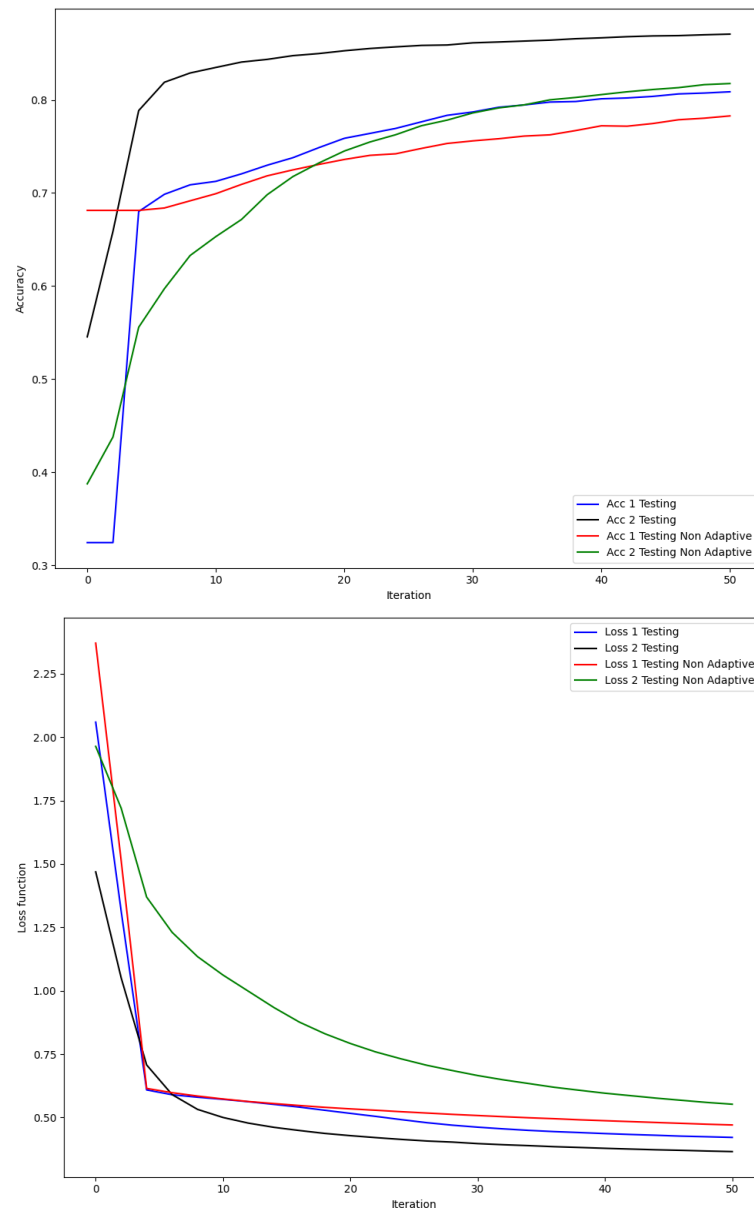 0.8
0.7
0.6
0.5
0.4
0.3
Accuracy
Acc 1 Testing
Acc 2 Testing
Acc 1 Testing Non Adaptive
Acc 2 Testing Non Adaptive
0 10 20 30 40 50
Iteration
Loss 1 Testing
Loss 2 Testing
Loss 1 Testing Non Adaptive
Loss 2 Testing Non Adaptive
2.25
2.00
1.75
1.50
1.25
1.00
0.75
0.50
Loss function
0 10 20 30 40 50
Iteration